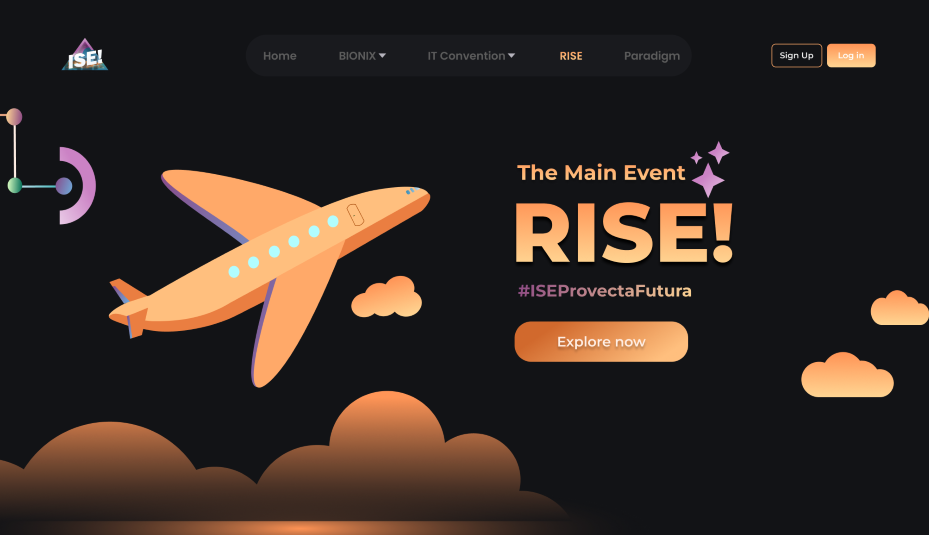 ISE!
Home BIONIX IT Convention RISE Paradigm
Sign Up Log in
The Main Event
RISE!
#ISEProvectaFutura
Explore now